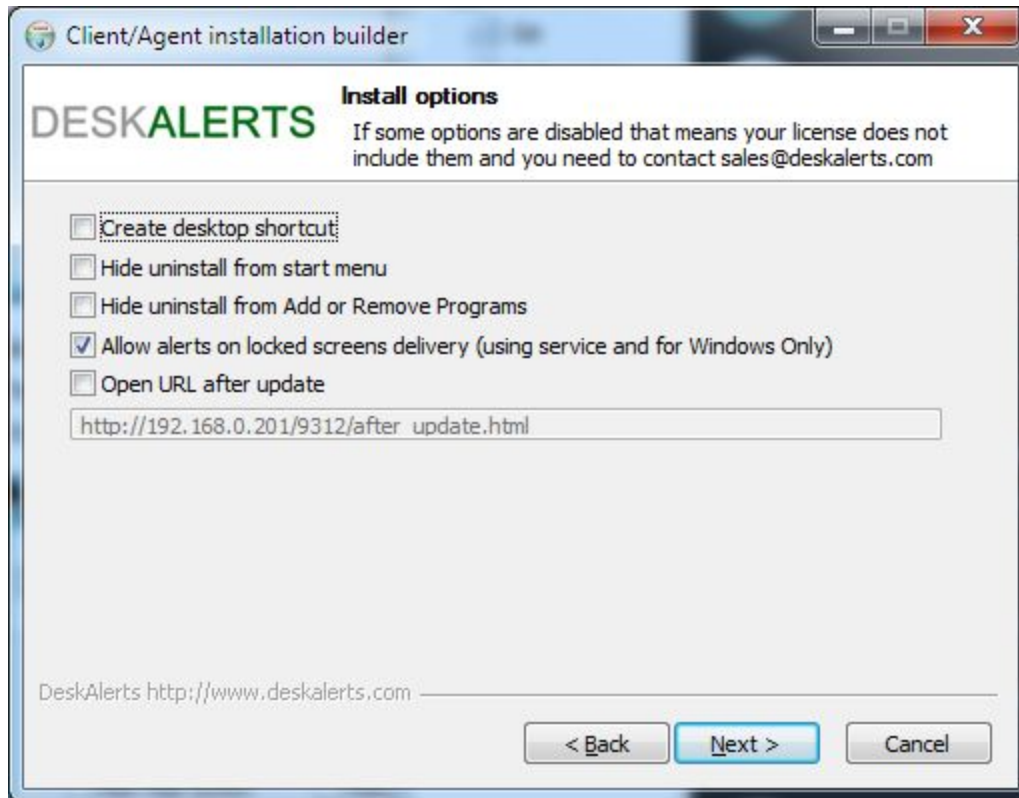 Client/Agent installation builder
DESKALERTS
Install options
If some options are disabled that means your license does not
include them and you need to contact sales@deskalerts.com
Create desktop shortcut
Hide uninstall from start menu
Hide uninstall from Add or Remove Programs
Allow alerts on locked screens delivery (using service and for Windows Only)
Open URL after update
http://192.168.0.201/9312/after_update.html
DeskAlerts http://www.deskalerts.com
< Back
Next >
Cancel